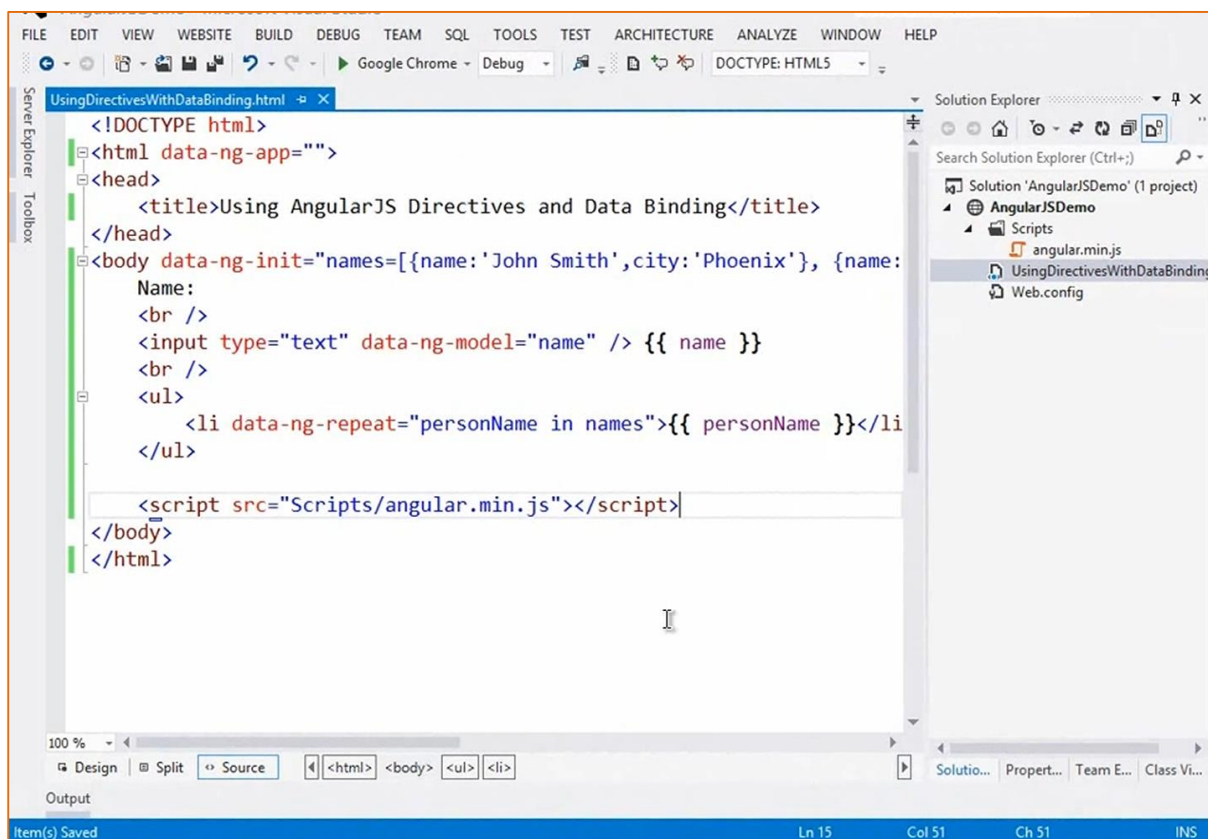 FILE EDIT VIEW WEBSITE BUILD DEBUG TEAM SQL TOOLS TEST ARCHITECTURE ANALYZE WINDOW HELP
Google Chrome Debug DOCTYPE: HTML5
Server Explorer
Toolbox
UsingDirectivesWithDataBinding.html
<!DOCTYPE html>
<html data-ng-app="">
<head>
<title>Using AngularJS Directives and Data Binding</title>
</head>
<body data-ng-init="names=[{name:'John Smith',city:'Phoenix'}, {name:
Name:
<br />
<input type="text" data-ng-model="name" /> {{ name }}
<br />
<ul>
<li data-ng-repeat="personName in names">{{ personName }}</li
</ul>
<script src="Scripts/angular.min.js"></script>
</body>
</html>
100 %
Design Split Source <html> <body> <ul> <li>
Output
Solution Explorer
Search Solution Explorer (Ctrl+;)
Solution 'AngularJSDemo' (1 project)
AngularJSDemo
Scripts
angular.min.js
UsingDirectivesWithDataBinding
Web.config
Solutio... Propert... Team E... Class Vi...
Item(s) Saved Ln 15 Col 51 Ch 51 INS